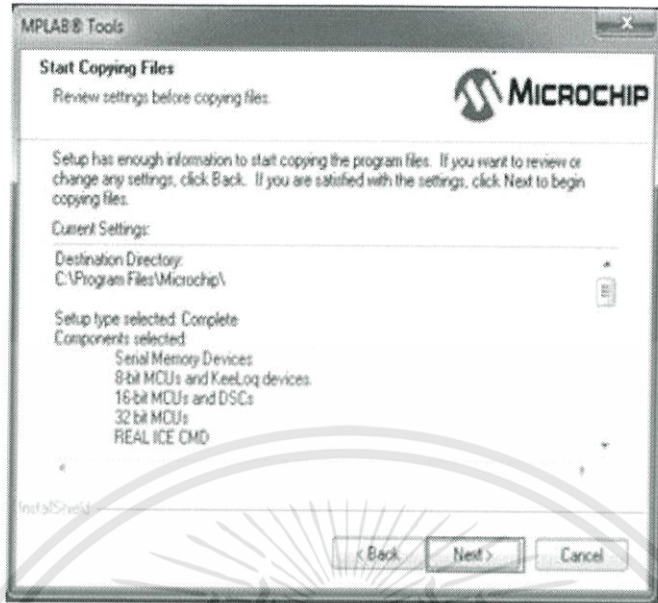 MPLAB® Tools
Start Copying Files
Review settings before copying files.
MICROCHIP
Setup has enough information to start copying the program files. If you want to review or
change any settings, click Back. If you are satisfied with the settings, click Next to begin
copying files.
Current Settings:
Destination Directory:
C:\Program Files\Microchip\
Setup type selected: Complete
Components selected:
Serial Memory Devices
8-bit MCUs and KeeLoq devices.
16-bit MCUs and DSCs
32 bit MCUs
REAL ICE CMD
InstallShield
< Back
Next >
Cancel